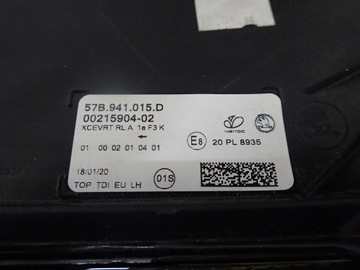 57B.941.015.D
00215904-02
XCEVRT RL A 1a F3 K
01 00 02 01 04 01
E8 20 PL 8935
18/01/20
01S
TOP TDI EU LH